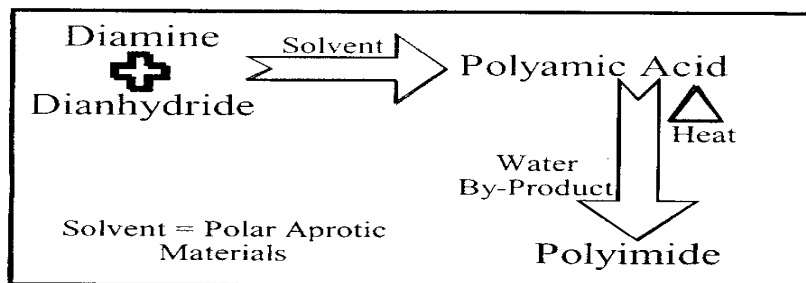 Diamine
Dianhydride
Solvent
Polyamic Acid
Heat
Water
By-Product
Polyimide
Solvent = Polar Aprotic
Materials